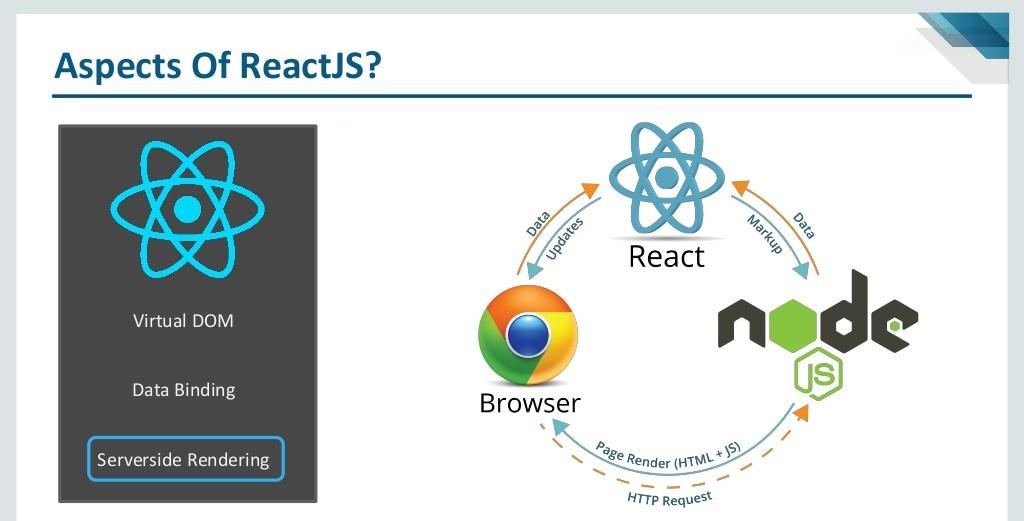 Aspects Of ReactJS?
Virtual DOM
Data Binding
Serverside Rendering
Data
Updates
React
Data
Markup
Browser
node
JS
Page Render (HTML + JS)
HTTP Request